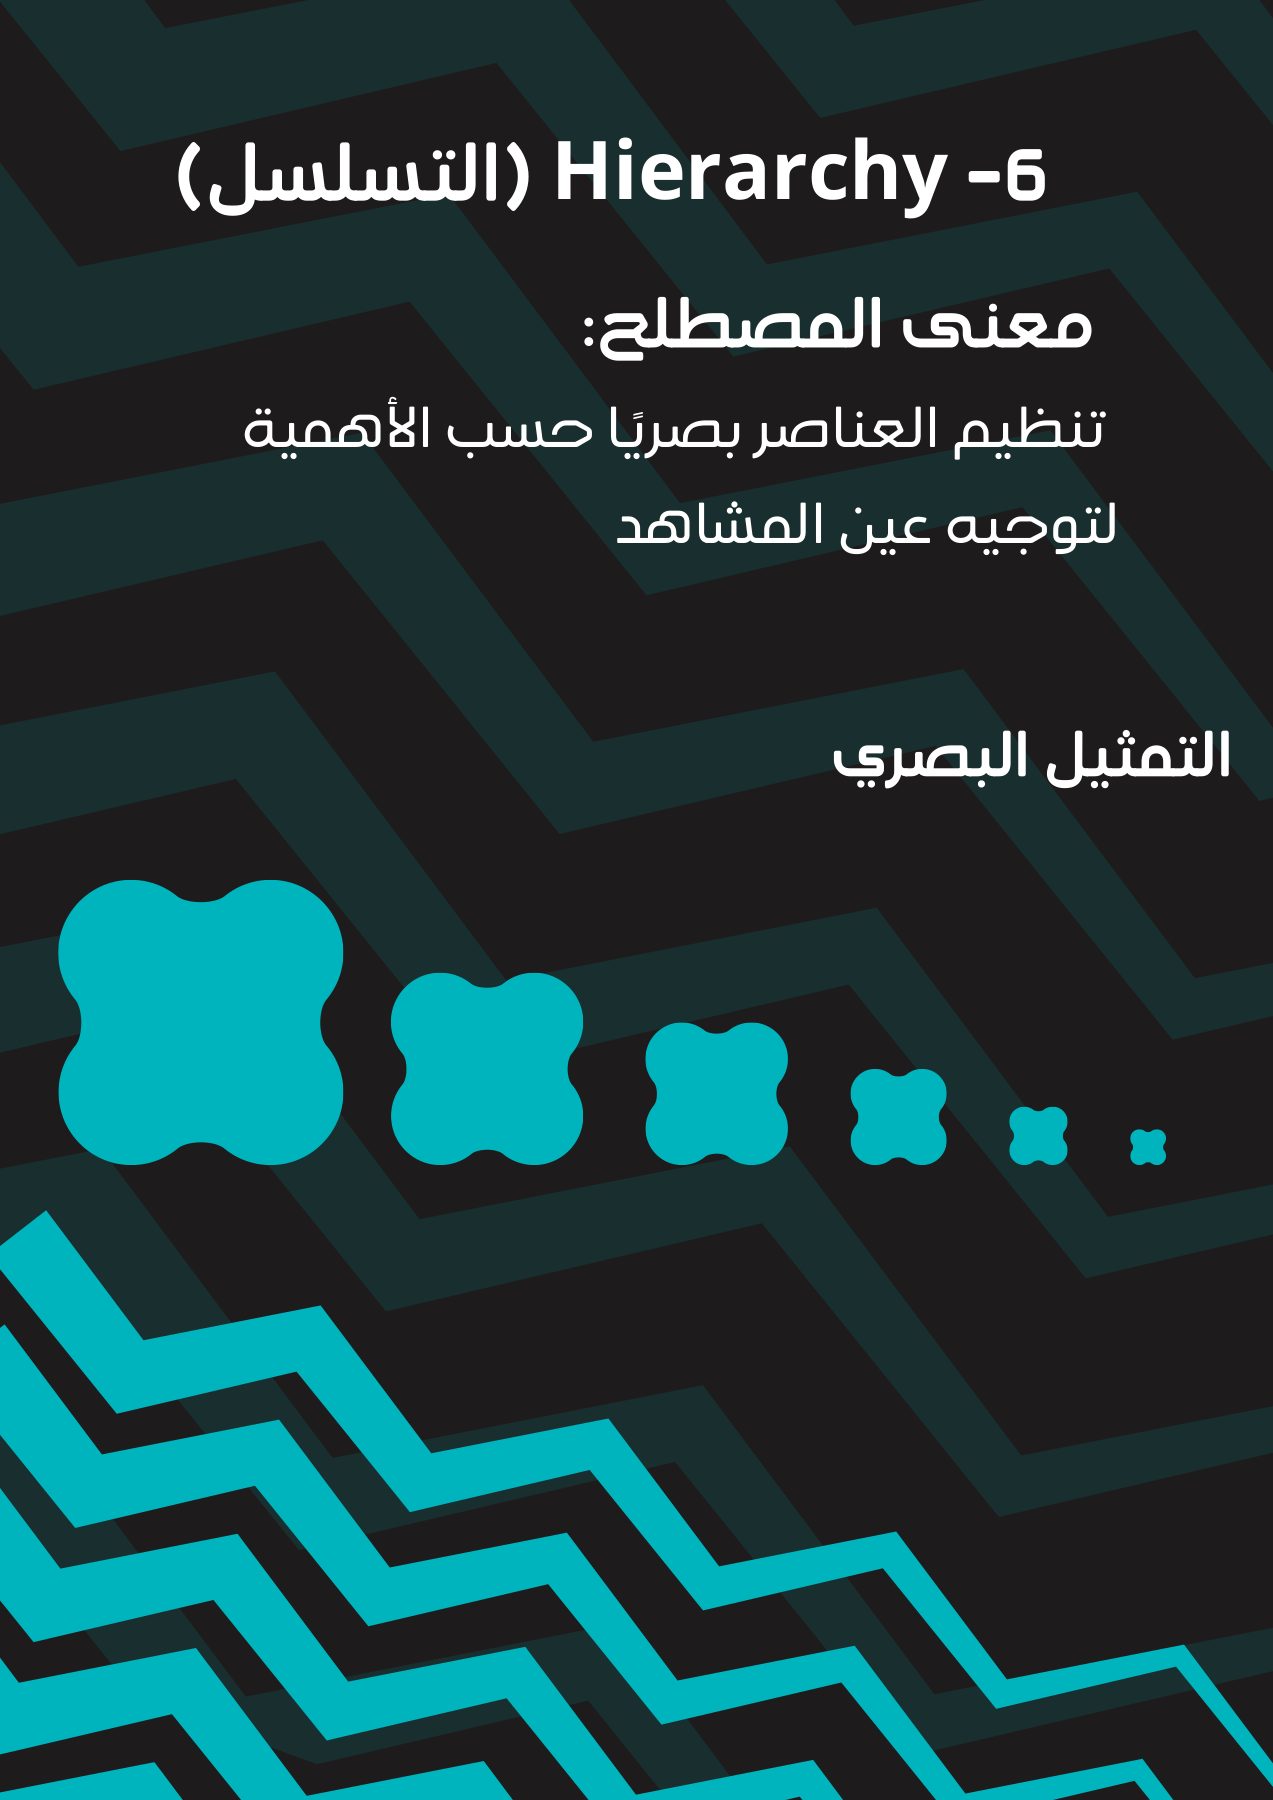 6- Hierarchy (التسلسل)
معنى المصطلح:
تنظيم العناصر بصريًا حسب الأهمية
لتوجيه عين المشاهد
التمثيل البصري